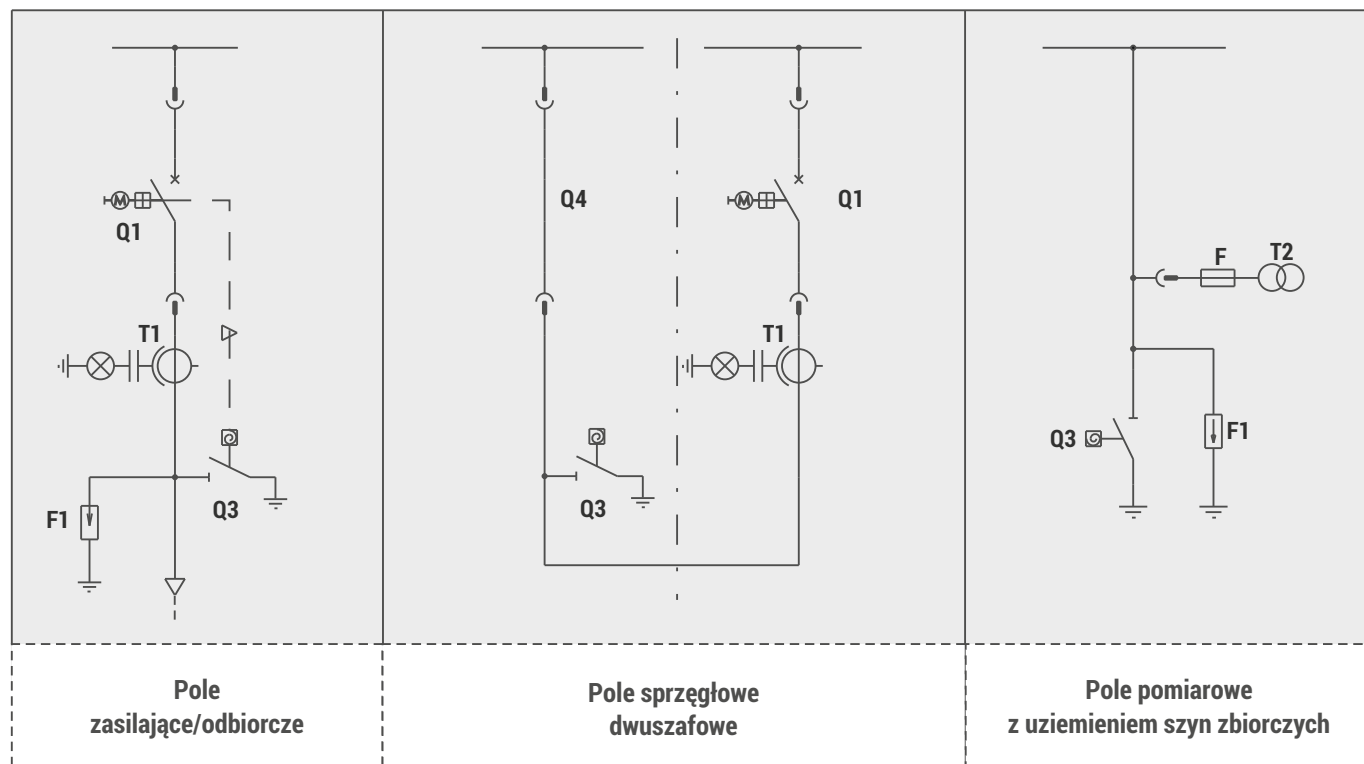 M
Q1
T1
Q3
F1
Q4
M
Q1
T1
Q3
F
T2
Q3
F1
Pole
zasilające/odbiorcze
Pole sprzęgłowe
dwuszafowe
Pole pomiarowe
z uziemieniem szyn zbiorczych